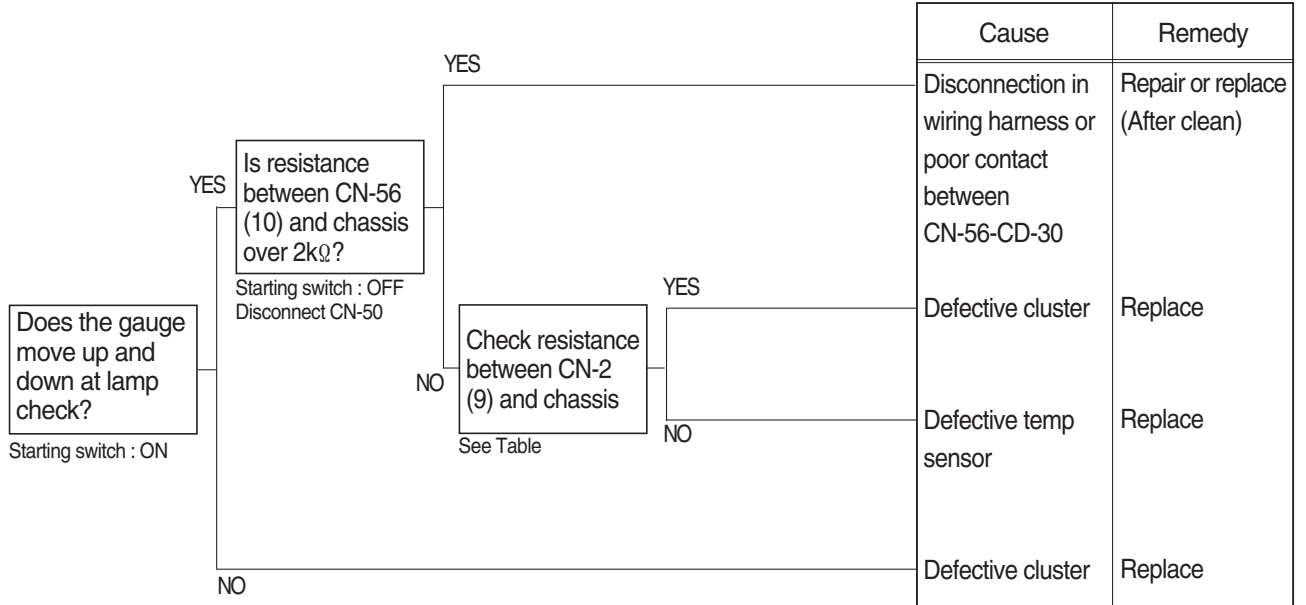 Cause Remedy
YES
Disconnection in Repair or replace
wiring harness or (After clean)
poor contact
between
CN-56-CD-30
YES
Is resistance
between CN-56
(10) and chassis
over 2kΩ?
Starting switch : OFF
Disconnect CN-50
YES
Defective cluster Replace
Does the gauge
move up and
down at lamp
check?
Starting switch : ON
NO
Check resistance
between CN-2
(9) and chassis
See Table
NO
Defective temp Replace
sensor
NO
Defective cluster Replace